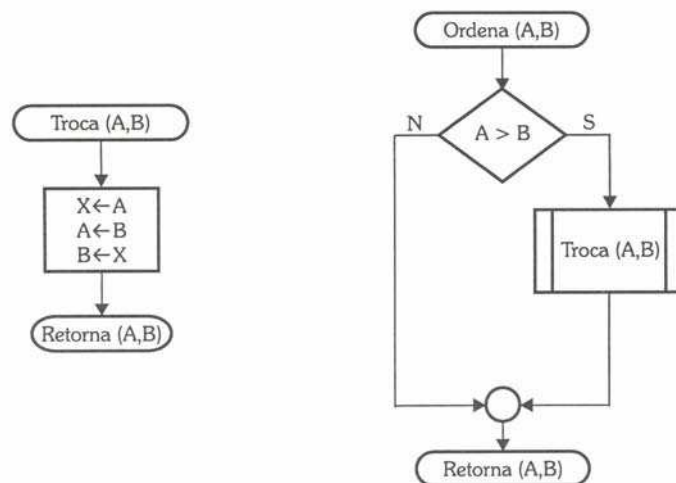 Troca (A,B)
X←A
A←B
B←X
Retorna (A,B)
Ordena (A,B)
A > B
N
S
Troca (A,B)
Retorna (A,B)